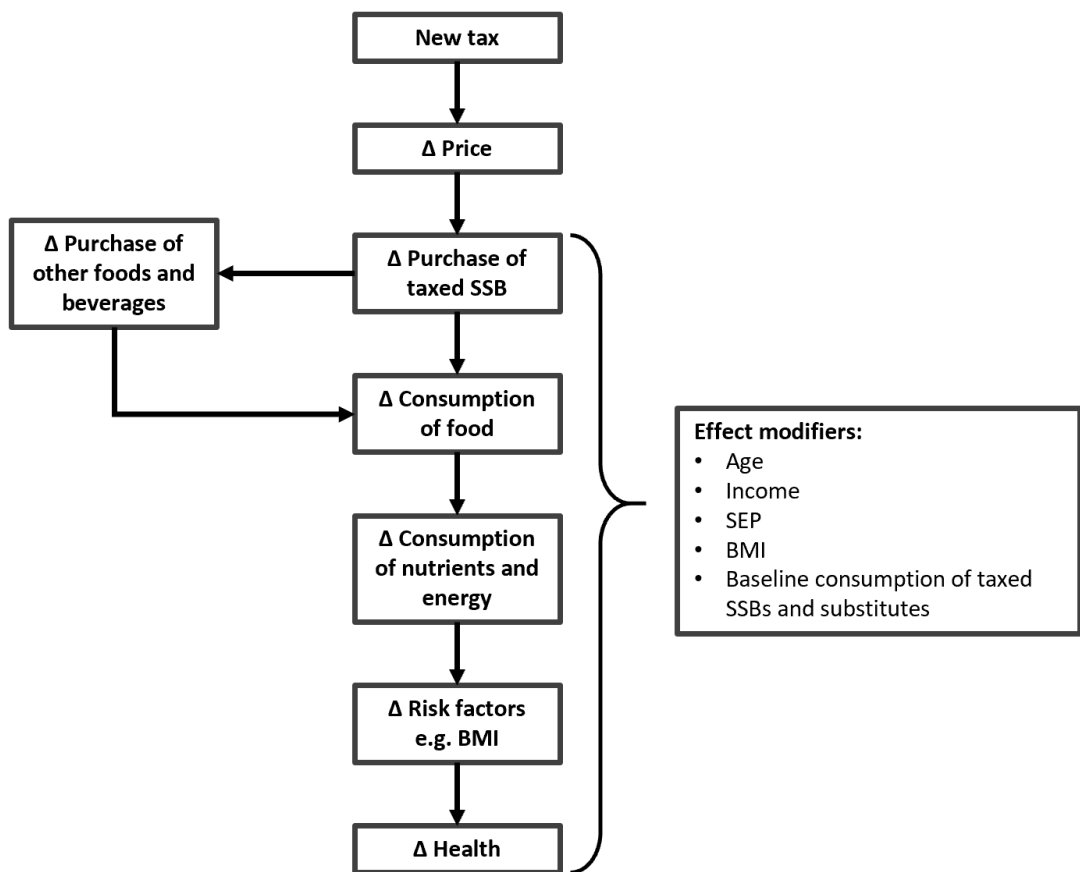 New tax
Δ Price
Δ Purchase of
other foods and
beverages
Δ Purchase of
taxed SSB
Δ Consumption
of food
Effect modifiers:
• Age
• Income
• SEP
• BMI
• Baseline consumption of taxed
SSBs and substitutes
Δ Consumption
of nutrients and
energy
Δ Risk factors
e.g. BMI
Δ Health